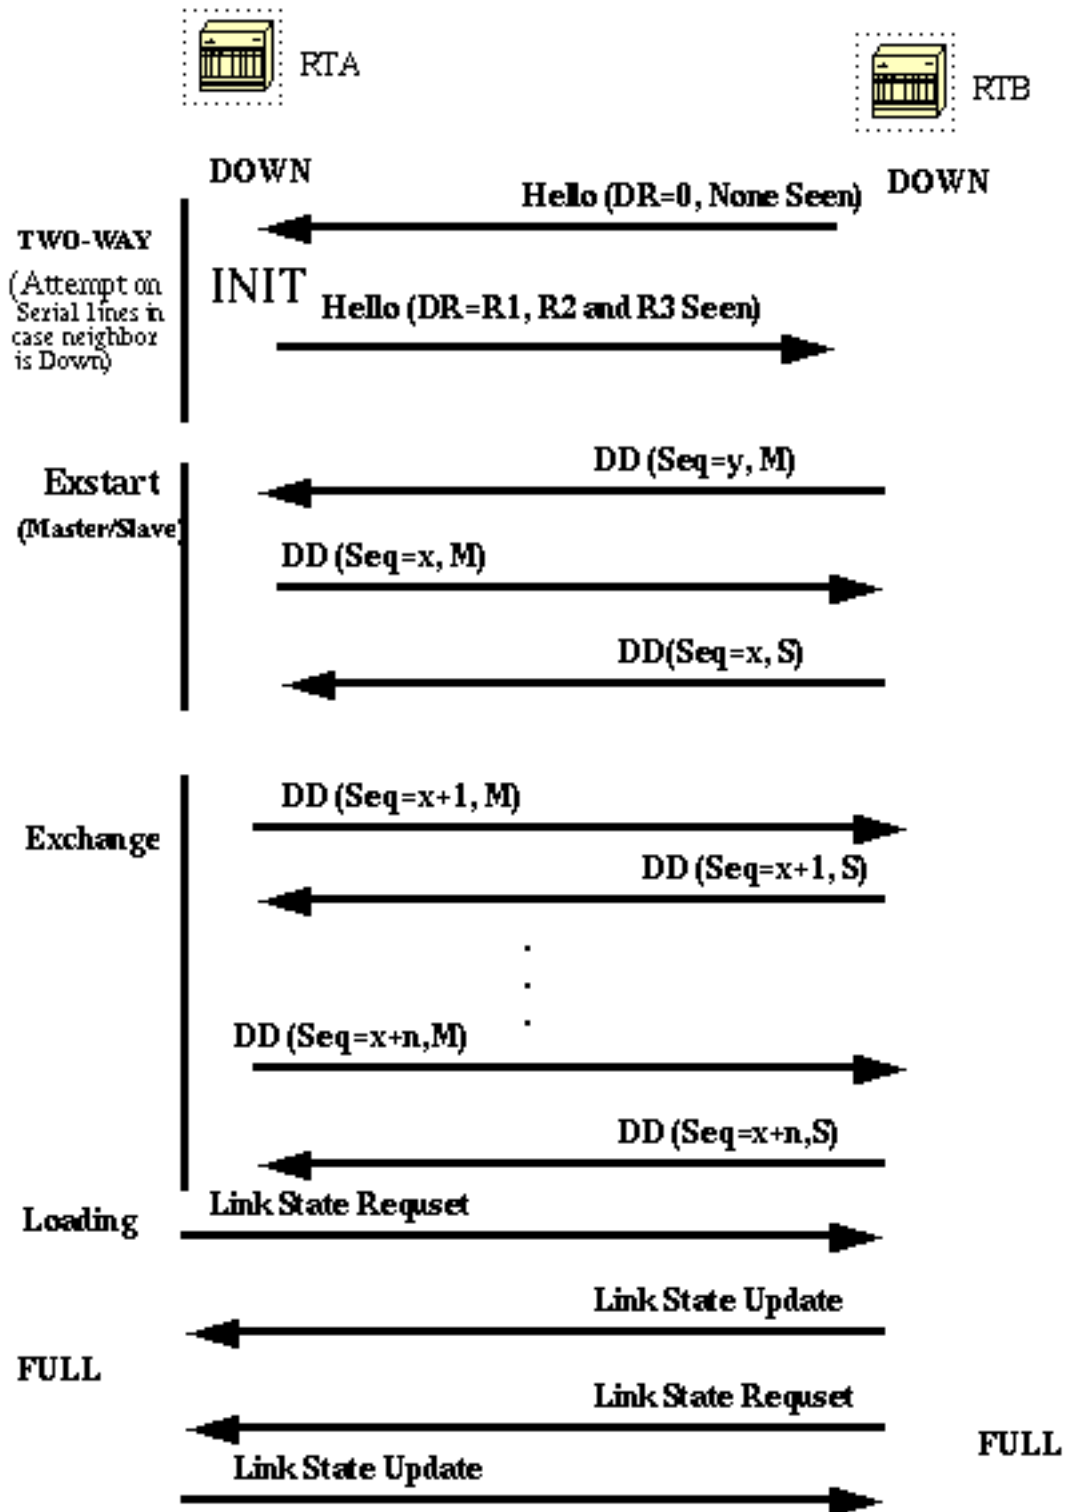 RTA
RTB
DOWN
DOWN
Hello (DR=0, None Seen)
TWO-WAY
(Attempt on
Serial lines in
case neighbor
is Down)
INIT
Hello (DR=R1, R2 and R3 Seen)
DD (Seq=y, M)
Exstart
(Master/Slave)
DD (Seq=x, M)
DD(Seq=x, S)
DD (Seq=x+1, M)
Exchange
DD (Seq=x+1, S)
DD (Seq=x+n,M)
DD (Seq=x+n,S)
Link State Requset
Loading
Link State Update
FULL
Link State Requset
FULL
Link State Update